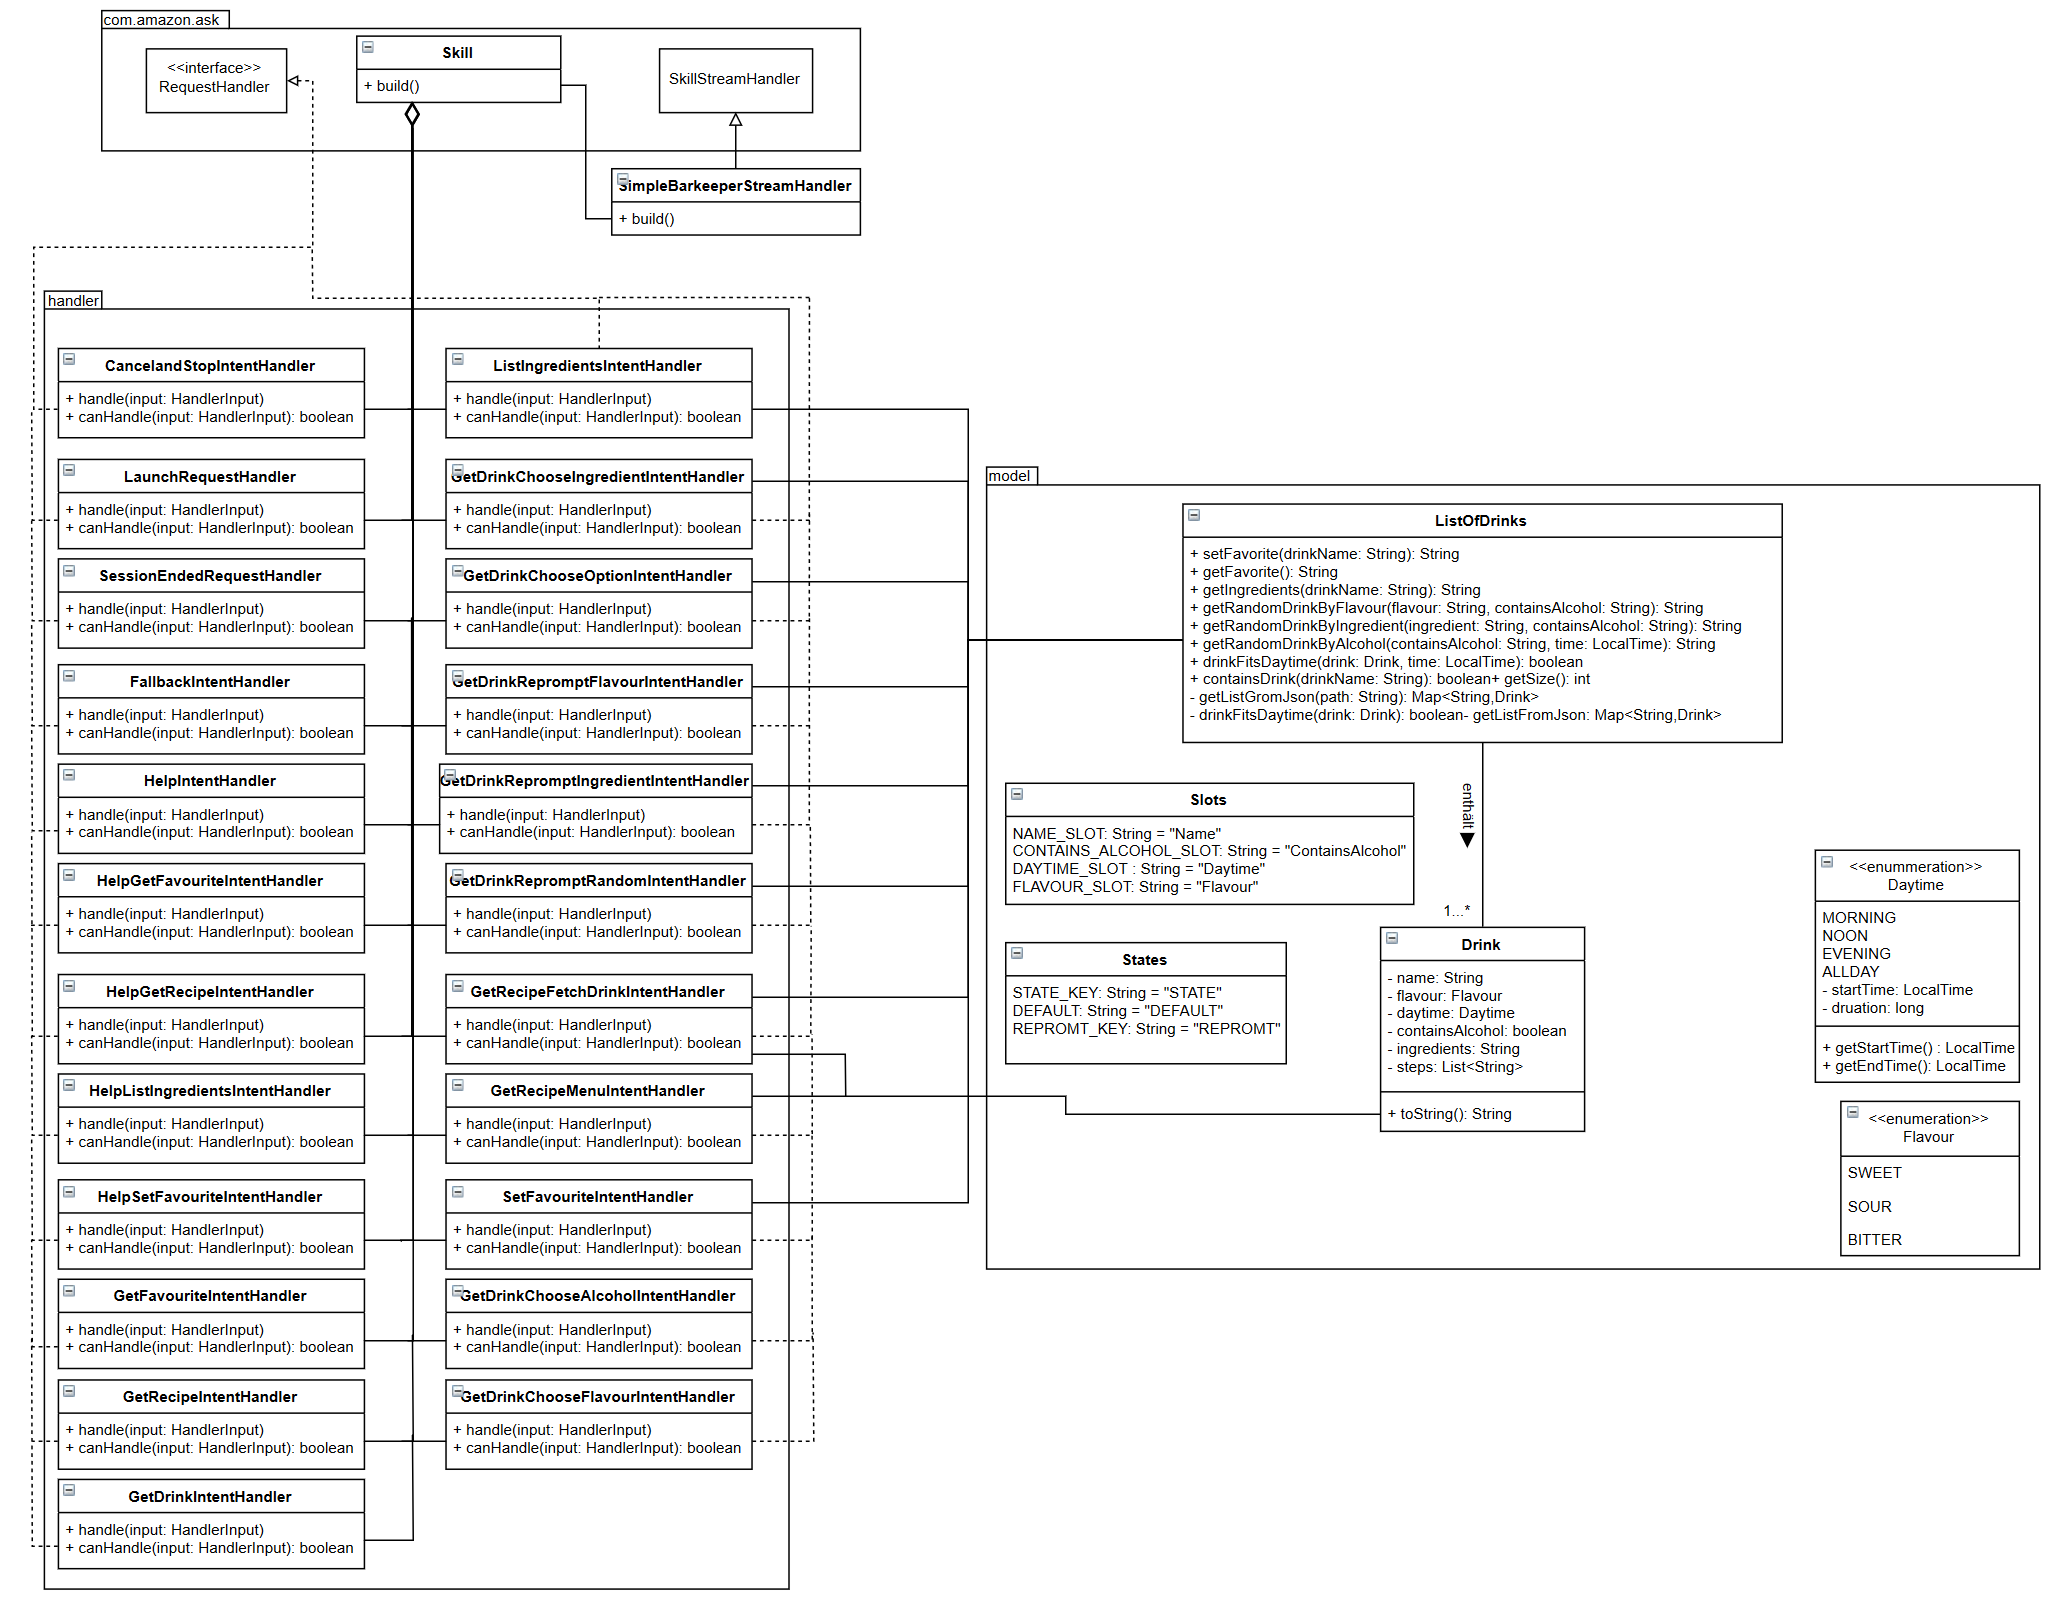 com.amazon.ask
<<interface>>
RequestHandler
Skill
+ build()
SkillStreamHandler
SimpleBarkeeperStreamHandler
+ build()
handler
CancelandStopIntentHandler
+ handle(input: HandlerInput)
+ canHandle(input: HandlerInput): boolean
LaunchRequestHandler
+ handle(input: HandlerInput)
+ canHandle(input: HandlerInput): boolean
SessionEndedRequestHandler
+ handle(input: HandlerInput)
+ canHandle(input: HandlerInput): boolean
FallbackIntentHandler
+ handle(input: HandlerInput)
+ canHandle(input: HandlerInput): boolean
HelpIntentHandler
+ handle(input: HandlerInput)
+ canHandle(input: HandlerInput): boolean
HelpGetFavouriteIntentHandler
+ handle(input: HandlerInput)
+ canHandle(input: HandlerInput): boolean
HelpGetRecipeIntentHandler
+ handle(input: HandlerInput)
+ canHandle(input: HandlerInput): boolean
HelpListIngredientsIntentHandler
+ handle(input: HandlerInput)
+ canHandle(input: HandlerInput): boolean
HelpSetFavouriteIntentHandler
+ handle(input: HandlerInput)
+ canHandle(input: HandlerInput): boolean
GetFavouriteIntentHandler
+ handle(input: HandlerInput)
+ canHandle(input: HandlerInput): boolean
GetRecipeIntentHandler
+ handle(input: HandlerInput)
+ canHandle(input: HandlerInput): boolean
GetDrinkIntentHandler
+ handle(input: HandlerInput)
+ canHandle(input: HandlerInput): boolean
ListIngredientsIntentHandler
+ handle(input: HandlerInput)
+ canHandle(input: HandlerInput): boolean
GetDrinkChooseIngredientIntentHandler
+ handle(input: HandlerInput)
+ canHandle(input: HandlerInput): boolean
GetDrinkChooseOptionIntentHandler
+ handle(input: HandlerInput)
+ canHandle(input: HandlerInput): boolean
GetDrinkRepromptFlavourIntentHandler
+ handle(input: HandlerInput)
+ canHandle(input: HandlerInput): boolean
GetDrinkRepromptIngredientIntentHandler
+ handle(input: HandlerInput)
+ canHandle(input: HandlerInput): boolean
GetDrinkRepromptRandomIntentHandler
+ handle(input: HandlerInput)
+ canHandle(input: HandlerInput): boolean
GetRecipeFetchDrinkIntentHandler
+ handle(input: HandlerInput)
+ canHandle(input: HandlerInput): boolean
GetRecipeMenuIntentHandler
+ handle(input: HandlerInput)
+ canHandle(input: HandlerInput): boolean
SetFavouriteIntentHandler
+ handle(input: HandlerInput)
+ canHandle(input: HandlerInput): boolean
GetDrinkChooseAlcoholIntentHandler
+ handle(input: HandlerInput)
+ canHandle(input: HandlerInput): boolean
GetDrinkChooseFlavourIntentHandler
+ handle(input: HandlerInput)
+ canHandle(input: HandlerInput): boolean
model
ListOfDrinks
+ setFavorite(drinkName: String): String
+ getFavorite(): String
+ getIngredients(drinkName: String): String
+ getRandomDrinkByFlavour(flavour: String, containsAlcohol: String): String
+ getRandomDrinkByIngredient(ingredient: String, containsAlcohol: String): String
+ getRandomDrinkByAlcohol(containsAlcohol: String, time: LocalTime): String
+ drinkFitsDaytime(drink: Drink, time: LocalTime): boolean
+ containsDrink(drinkName: String): boolean+ getSize(): int
- getListGromJson(path: String): Map<String,Drink>
- drinkFitsDaytime(drink: Drink): boolean- getListFromJson: Map<String,Drink>
enthält
1...*
Slots
NAME_SLOT: String = "Name"
CONTAINS_ALCOHOL_SLOT: String = "ContainsAlcohol"
DAYTIME_SLOT : String = "Daytime"
FLAVOUR_SLOT: String = "Flavour"
States
STATE_KEY: String = "STATE"
DEFAULT: String = "DEFAULT"
REPROMT_KEY: String = "REPROMT"
Drink
- name: String
- flavour: Flavour
- daytime: Daytime
- containsAlcohol: boolean
- ingredients: String
- steps: List<String>
+ toString(): String
<<enummeration>>
Daytime
MORNING
NOON
EVENING
ALLDAY
- startTime: LocalTime
- druation: long
+ getStartTime() : LocalTime
+ getEndTime(): LocalTime
<<enumeration>>
Flavour
SWEET
SOUR
BITTER